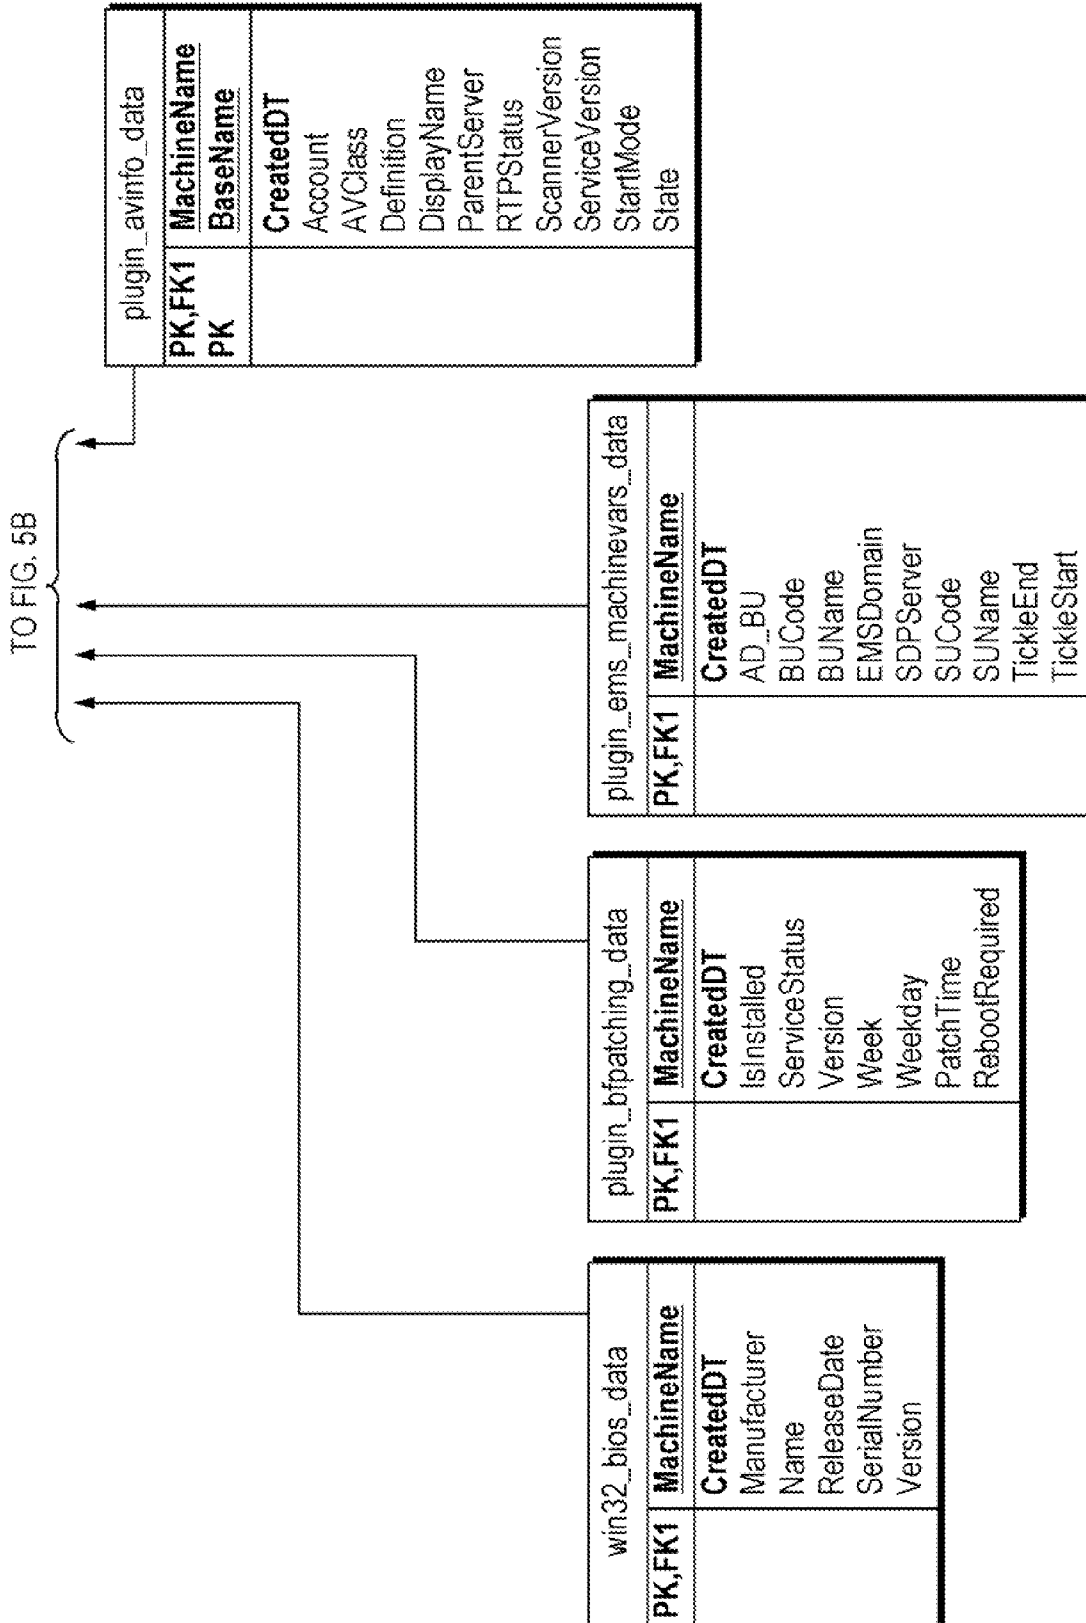 TO FIG. 5B
plugin_avinfo_data
PK,FK1 MachineName
PK BaseName
CreatedDT
Account
AVClass
Definition
DisplayName
ParentServer
RTPStatus
ScannerVersion
ServiceVersion
StartMode
State
win32_bios_data
PK,FK1 MachineName
CreatedDT
Manufacturer
Name
ReleaseDate
SerialNumber
Version
plugin_bfpatching_data
PK,FK1 MachineName
CreatedDT
IsInstalled
ServiceStatus
Version
Week
Weekday
PatchTime
RebootRequired
plugin_ems_machinevars_data
PK,FK1 MachineName
CreatedDT
AD_BU
BUCode
BUName
EMSDomain
SDPServer
SUCode
SUName
TickleEnd
TickleStart